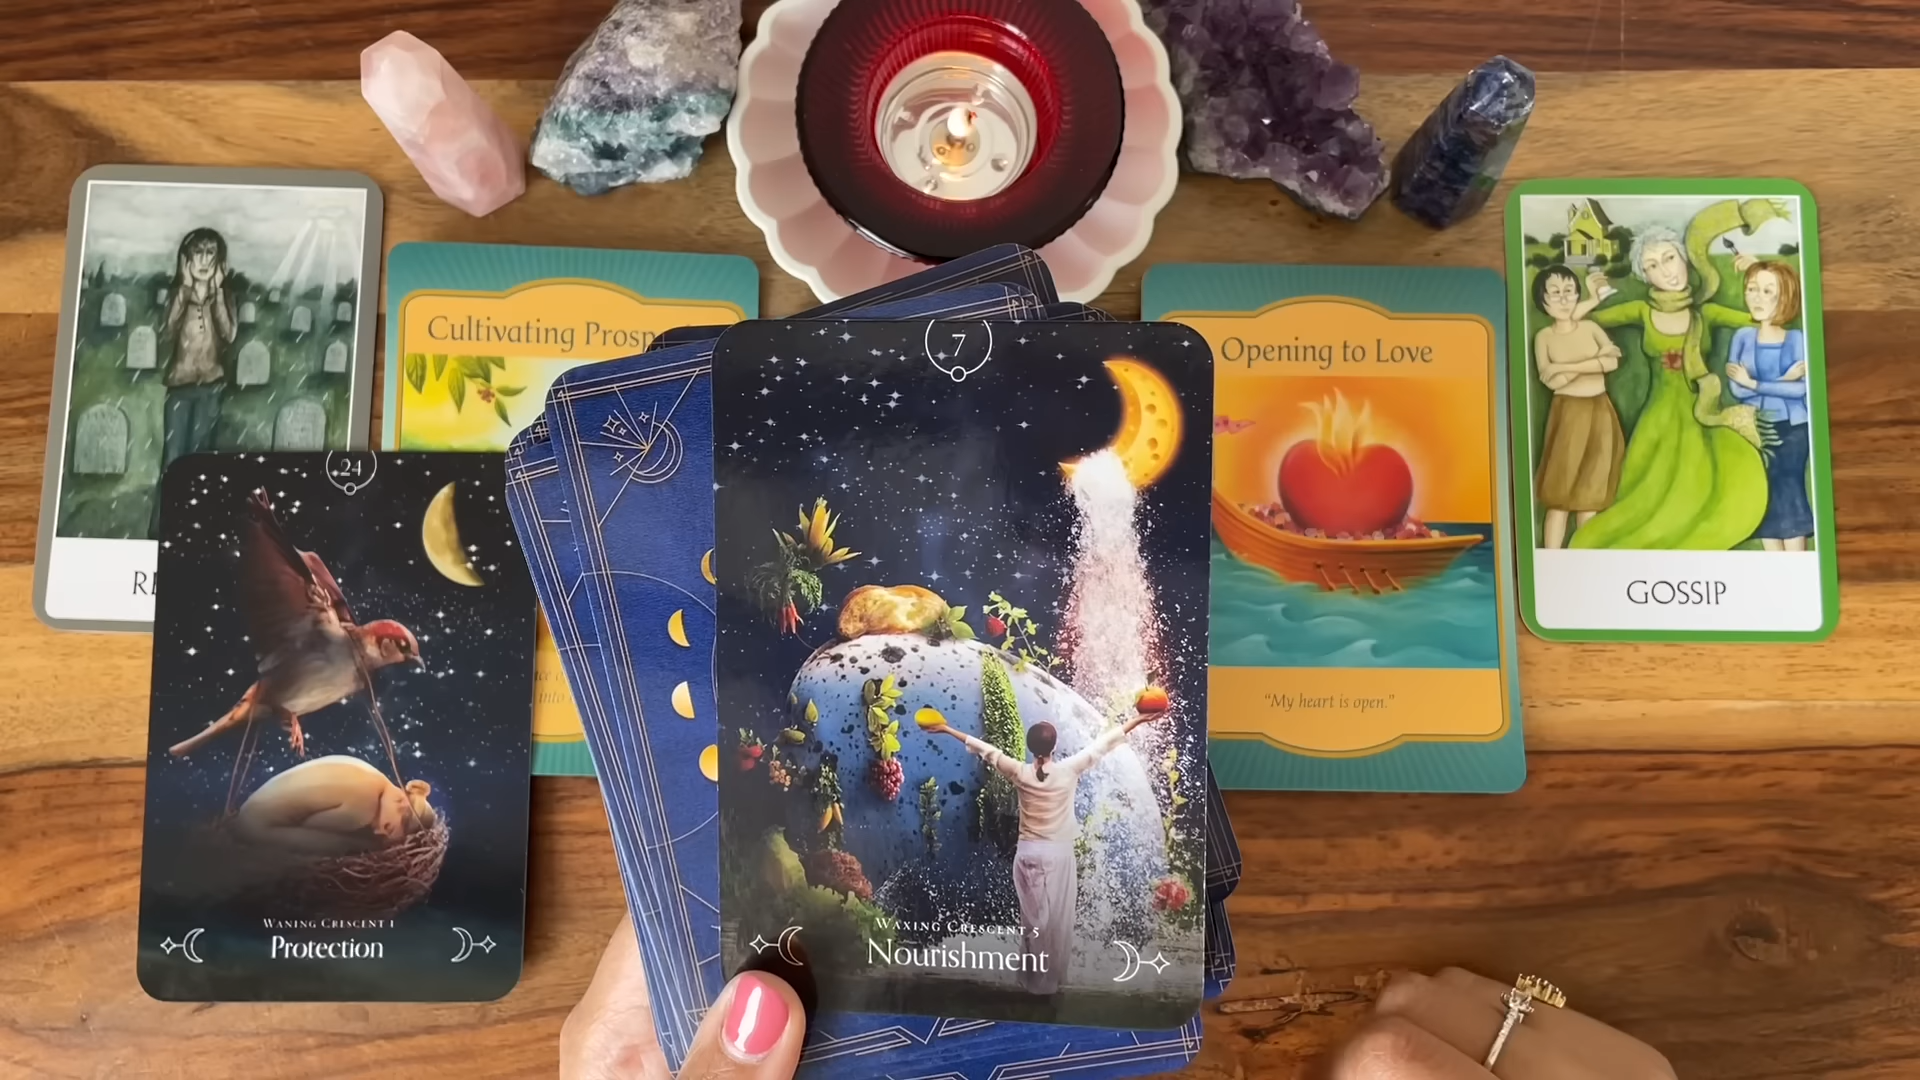 7
Cultivating Prosp
Opening to Love
24
GOSSIP
"My heart is open."
WANING CRESCENT 1
Protection
WAXING CRESCENT 5
Nourishment